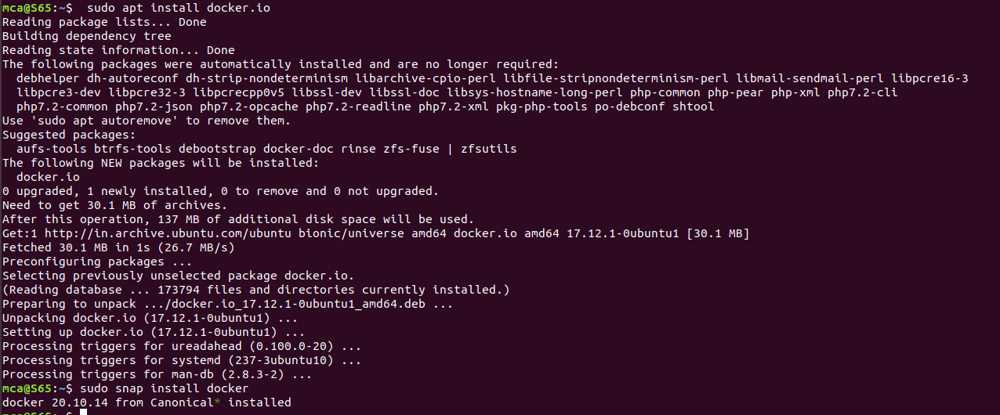 mca@S65:~$  sudo apt install docker.io
Reading package lists... Done
Building dependency tree
Reading state information... Done
The following packages were automatically installed and are no longer required:
  debhelper dh-autoreconf dh-strip-nondeterminism libarchive-cpio-perl libfile-stripnondeterminism-perl libmail-sendmail-perl libpcre16-3
  libpcre3-dev libpcre32-3 libpcrecpp0v5 libssl-dev libssl-doc libsys-hostname-long-perl php-common php-pear php-xml php7.2-cli
  php7.2-common php7.2-json php7.2-opcache php7.2-readline php7.2-xml pkg-php-tools po-debconf shtool
Use 'sudo apt autoremove' to remove them.
Suggested packages:
  aufs-tools btrfs-tools debootstrap docker-doc rinse zfs-fuse | zfsutils
The following NEW packages will be installed:
  docker.io
0 upgraded, 1 newly installed, 0 to remove and 0 not upgraded.
Need to get 30.1 MB of archives.
After this operation, 137 MB of additional disk space will be used.
Get:1 http://in.archive.ubuntu.com/ubuntu bionic/universe amd64 docker.io amd64 17.12.1-0ubuntu1 [30.1 MB]
Fetched 30.1 MB in 1s (26.7 MB/s)
Preconfiguring packages ...
Selecting previously unselected package docker.io.
(Reading database ... 173794 files and directories currently installed.)
Preparing to unpack .../docker.io_17.12.1-0ubuntu1_amd64.deb ...
Unpacking docker.io (17.12.1-0ubuntu1) ...
Setting up docker.io (17.12.1-0ubuntu1) ...
Processing triggers for ureadahead (0.100.0-20) ...
Processing triggers for systemd (237-3ubuntu10) ...
Processing triggers for man-db (2.8.3-2) ...
mca@S65:~$ sudo snap install docker
docker 20.10.14 from Canonical* installed
mca@S65:~$